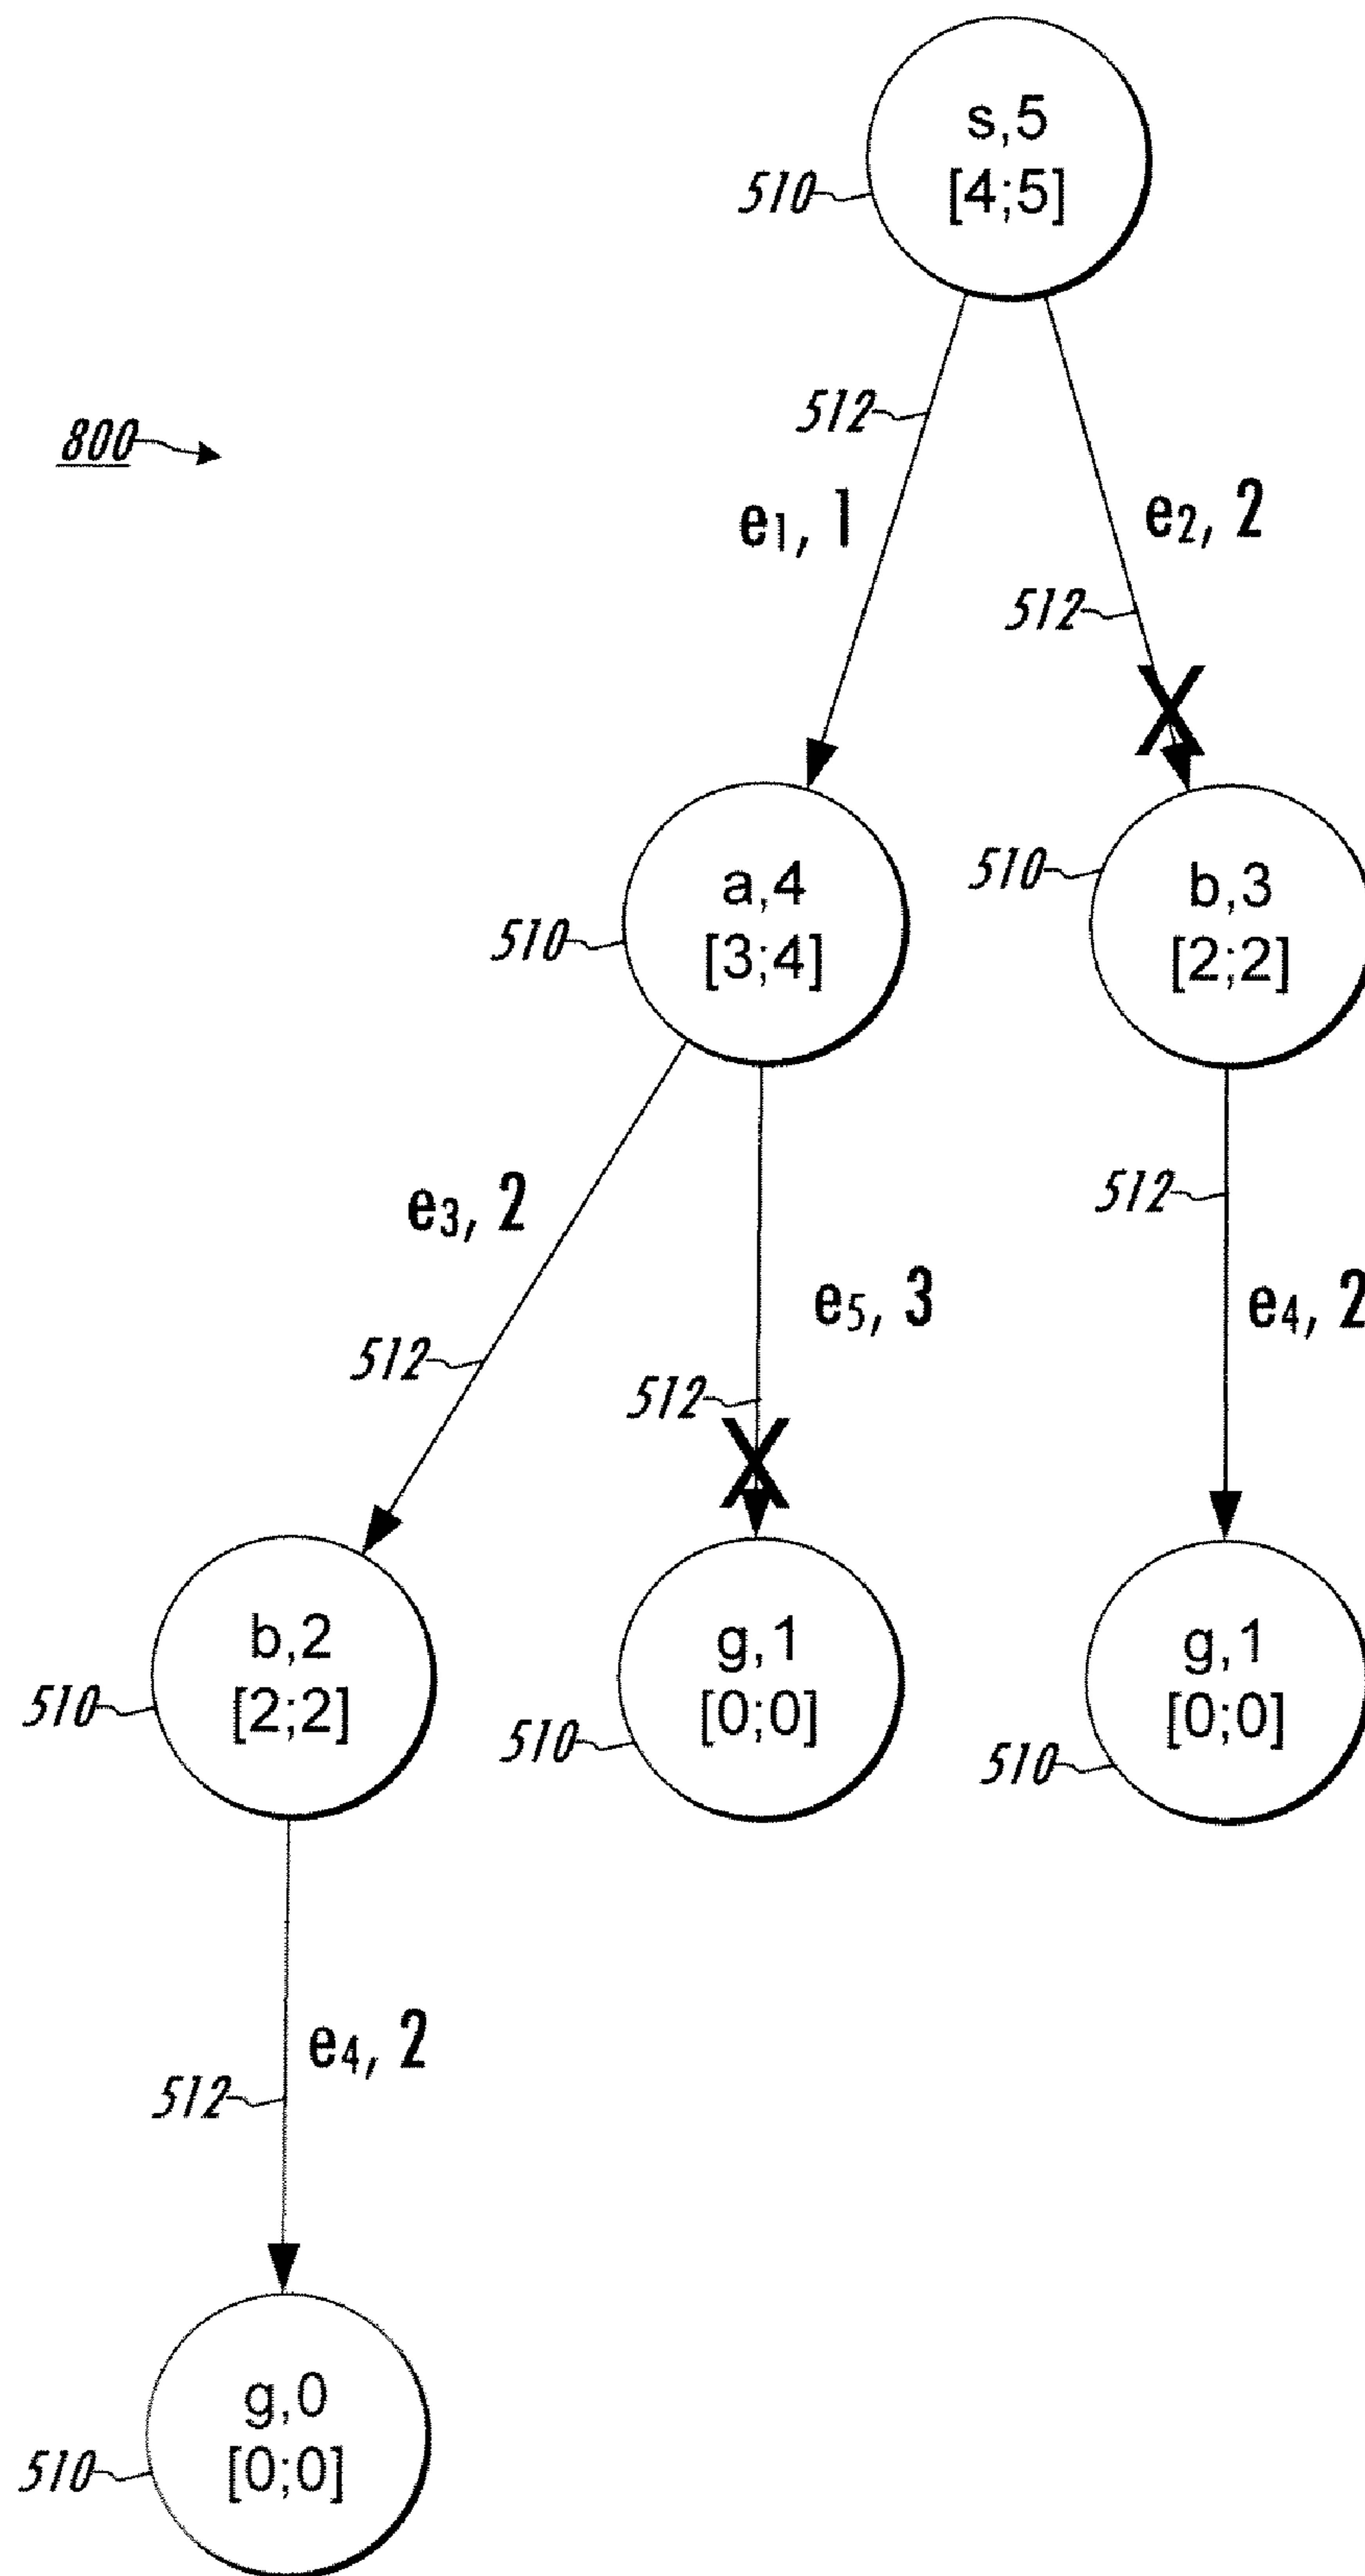 s,5
[4;5]
510
512
800
e1, 1
e2, 2
512
X
a,4
[3;4]
510
b,3
[2;2]
510
512
e3, 2
e5, 3
e4, 2
512
512
X
b,2
[2;2]
510
g,1
[0;0]
510
g,1
[0;0]
510
e4, 2
512
g,0
[0;0]
510